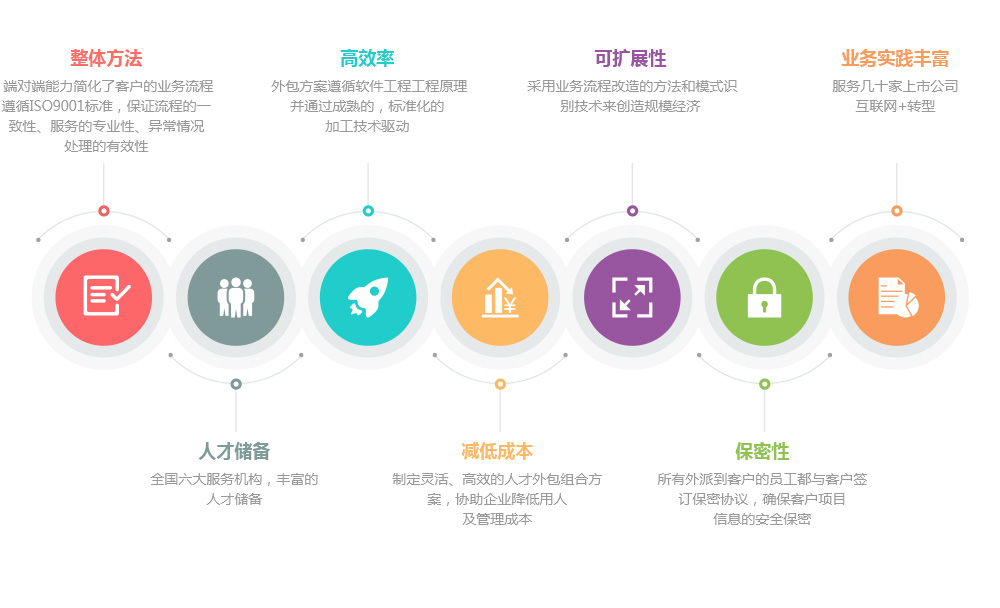 整体方法
端对端能力简化了客户的业务流程
遵循ISO9001标准，保证流程的一
致性、服务的专业性、异常情况
处理的有效性
高效率
外包方案遵循软件工程工程原理
并通过成熟的，标准化的
加工技术驱动
可扩展性
采用业务流程改造的方法和模式识
别技术来创造规模经济
业务实践丰富
服务几十家上市公司
互联网+转型
人才储备
全国六大服务机构，丰富的
人才储备
减低成本
制定灵活、高效的人才外包组合方
案，协助企业降低用人
及管理成本
保密性
所有外派到客户的员工都与客户签
订保密协议，确保客户项目
信息的安全保密